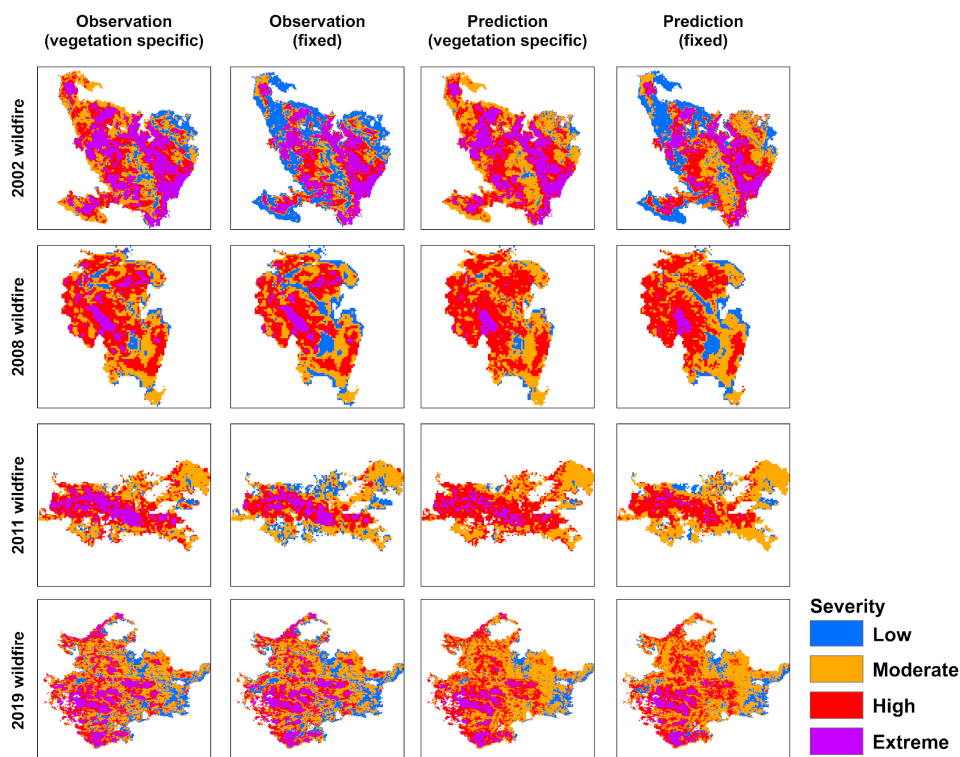 Observation
(vegetation specific)
Observation
(fixed)
Prediction
(vegetation specific)
Prediction
(fixed)
2002 wildfire
2008 wildfire
2011 wildfire
2019 wildfire
Severity
Low
Moderate
High
Extreme